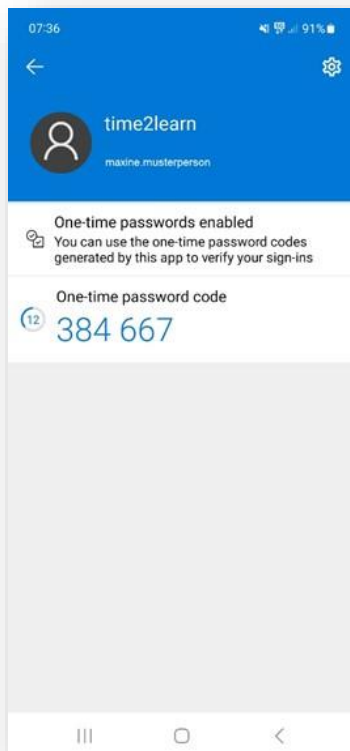 07:36
91%
time2learn
maxine.musterperson
One-time passwords enabled
You can use the one-time password codes
generated by this app to verify your sign-ins
One-time password code
12
384 667